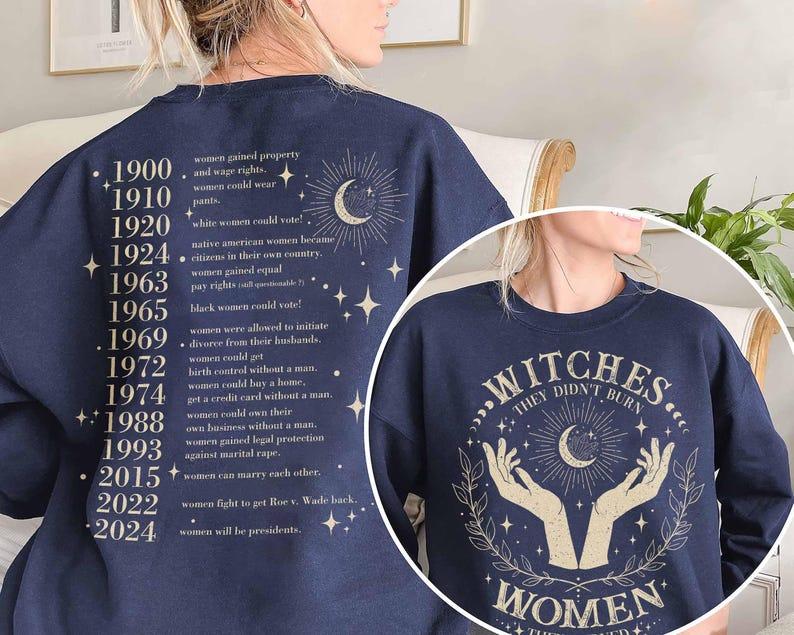 LOTUS FLOWER
1900 women gained property
and wage rights.
1910 women could wear
pants.
1920 white women could vote!
1924 native american women became
citizens in their own country.
1963 women gained equal
pay rights (still questionable ?)
1965 black women could vote!
1969 women were allowed to initiate
divorce from their husbands.
1972 women could get
birth control without a man.
1974 women could buy a home,
get a credit card without a man.
1988 women could own their
own business without a man.
1993 women gained legal protection
against marital rape.
2015 women can marry each other.
2022 women fight to get Roe v. Wade back.
2024 women will be presidents.
WITCHES
THEY DIDN'T BURN
WOMEN